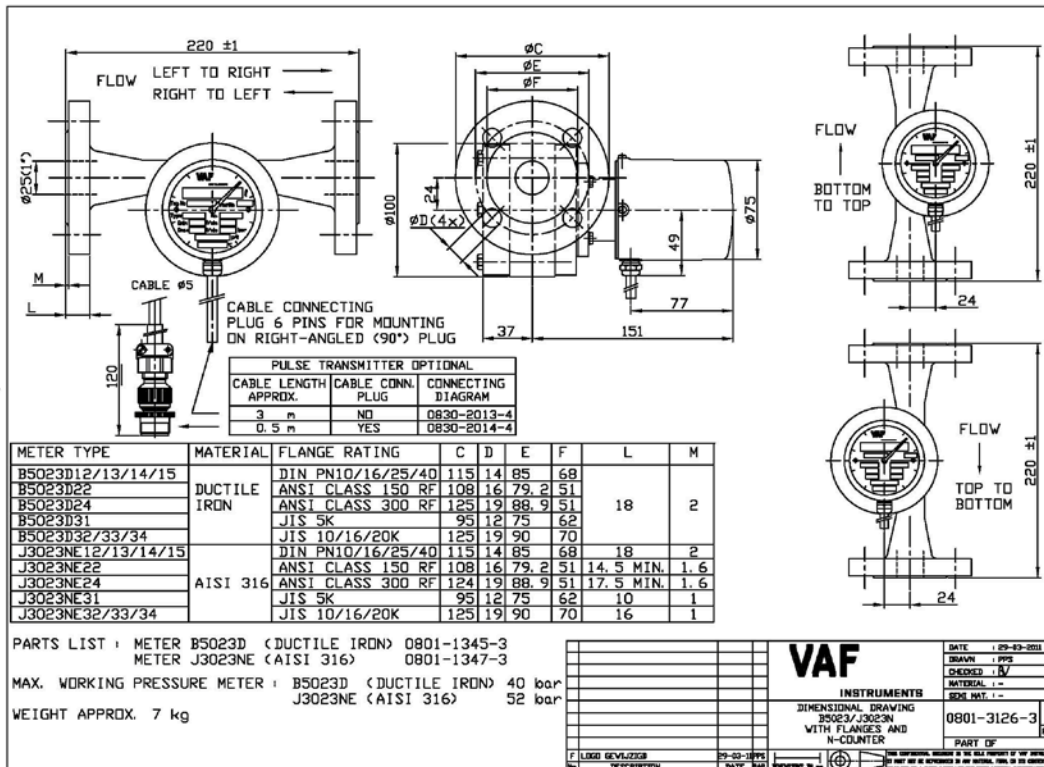 220 ±1
FLOW LEFT TO RIGHT
RIGHT TO LEFT
Ø25(1")
VAF
M
L
CABLE Ø5
120
CABLE CONNECTING
PLUG 6 PINS FOR MOUNTING
ON RIGHT-ANGLED (90°) PLUG
ØC
ØE
ØF
Ø100
24
ØD(4x)
49
Ø75
77
37
151
FLOW
BOTTOM
TO TOP
VAF
220 ±1
24
VAF
FLOW
TOP TO
BOTTOM
220 ±1
24
PULSE TRANSMITTER OPTIONAL
CABLE LENGTH APPROX. CABLE CONN. PLUG CONNECTING DIAGRAM
3 m NO 0830-2013-4
0.5 m YES 0830-2014-4
METER TYPE MATERIAL FLANGE RATING C D E F L M
B5023D12/13/14/15 DUCTILE IRON DIN PN10/16/25/40 115 14 85 68 18 2
B5023D22 ANSI CLASS 150 RF 108 16 79.2 51
B5023D24 ANSI CLASS 300 RF 125 19 88.9 51
B5023D31 JIS 5K 95 12 75 62
B5023D32/33/34 JIS 10/16/20K 125 19 90 70
J3023NE12/13/14/15 AISI 316 DIN PN10/16/25/40 115 14 85 68 18 2
J3023NE22 ANSI CLASS 150 RF 108 16 79.2 51 14.5 MIN. 1.6
J3023NE24 ANSI CLASS 300 RF 124 19 88.9 51 17.5 MIN. 1.6
J3023NE31 JIS 5K 95 12 75 62 10 1
J3023NE32/33/34 JIS 10/16/20K 125 19 90 70 16 1
PARTS LIST : METER B5023D (DUCTILE IRON) 0801-1345-3
METER J3023NE (AISI 316) 0801-1347-3
MAX. WORKING PRESSURE METER : B5023D (DUCTILE IRON) 40 bar
J3023NE (AISI 316) 52 bar
WEIGHT APPROX. 7 kg
VAF
INSTRUMENTS
DIMENSIONAL DRAWING
B5023/J3023N
WITH FLANGES AND
N-COUNTER
DATE : 29-03-2011
DRAWN : PPS
CHECKED :
MATERIAL : -
SEMI MAT. : -
0801-3126-3
PART OF
F LOGO GEWIJZIGD 29-03-11 PPS